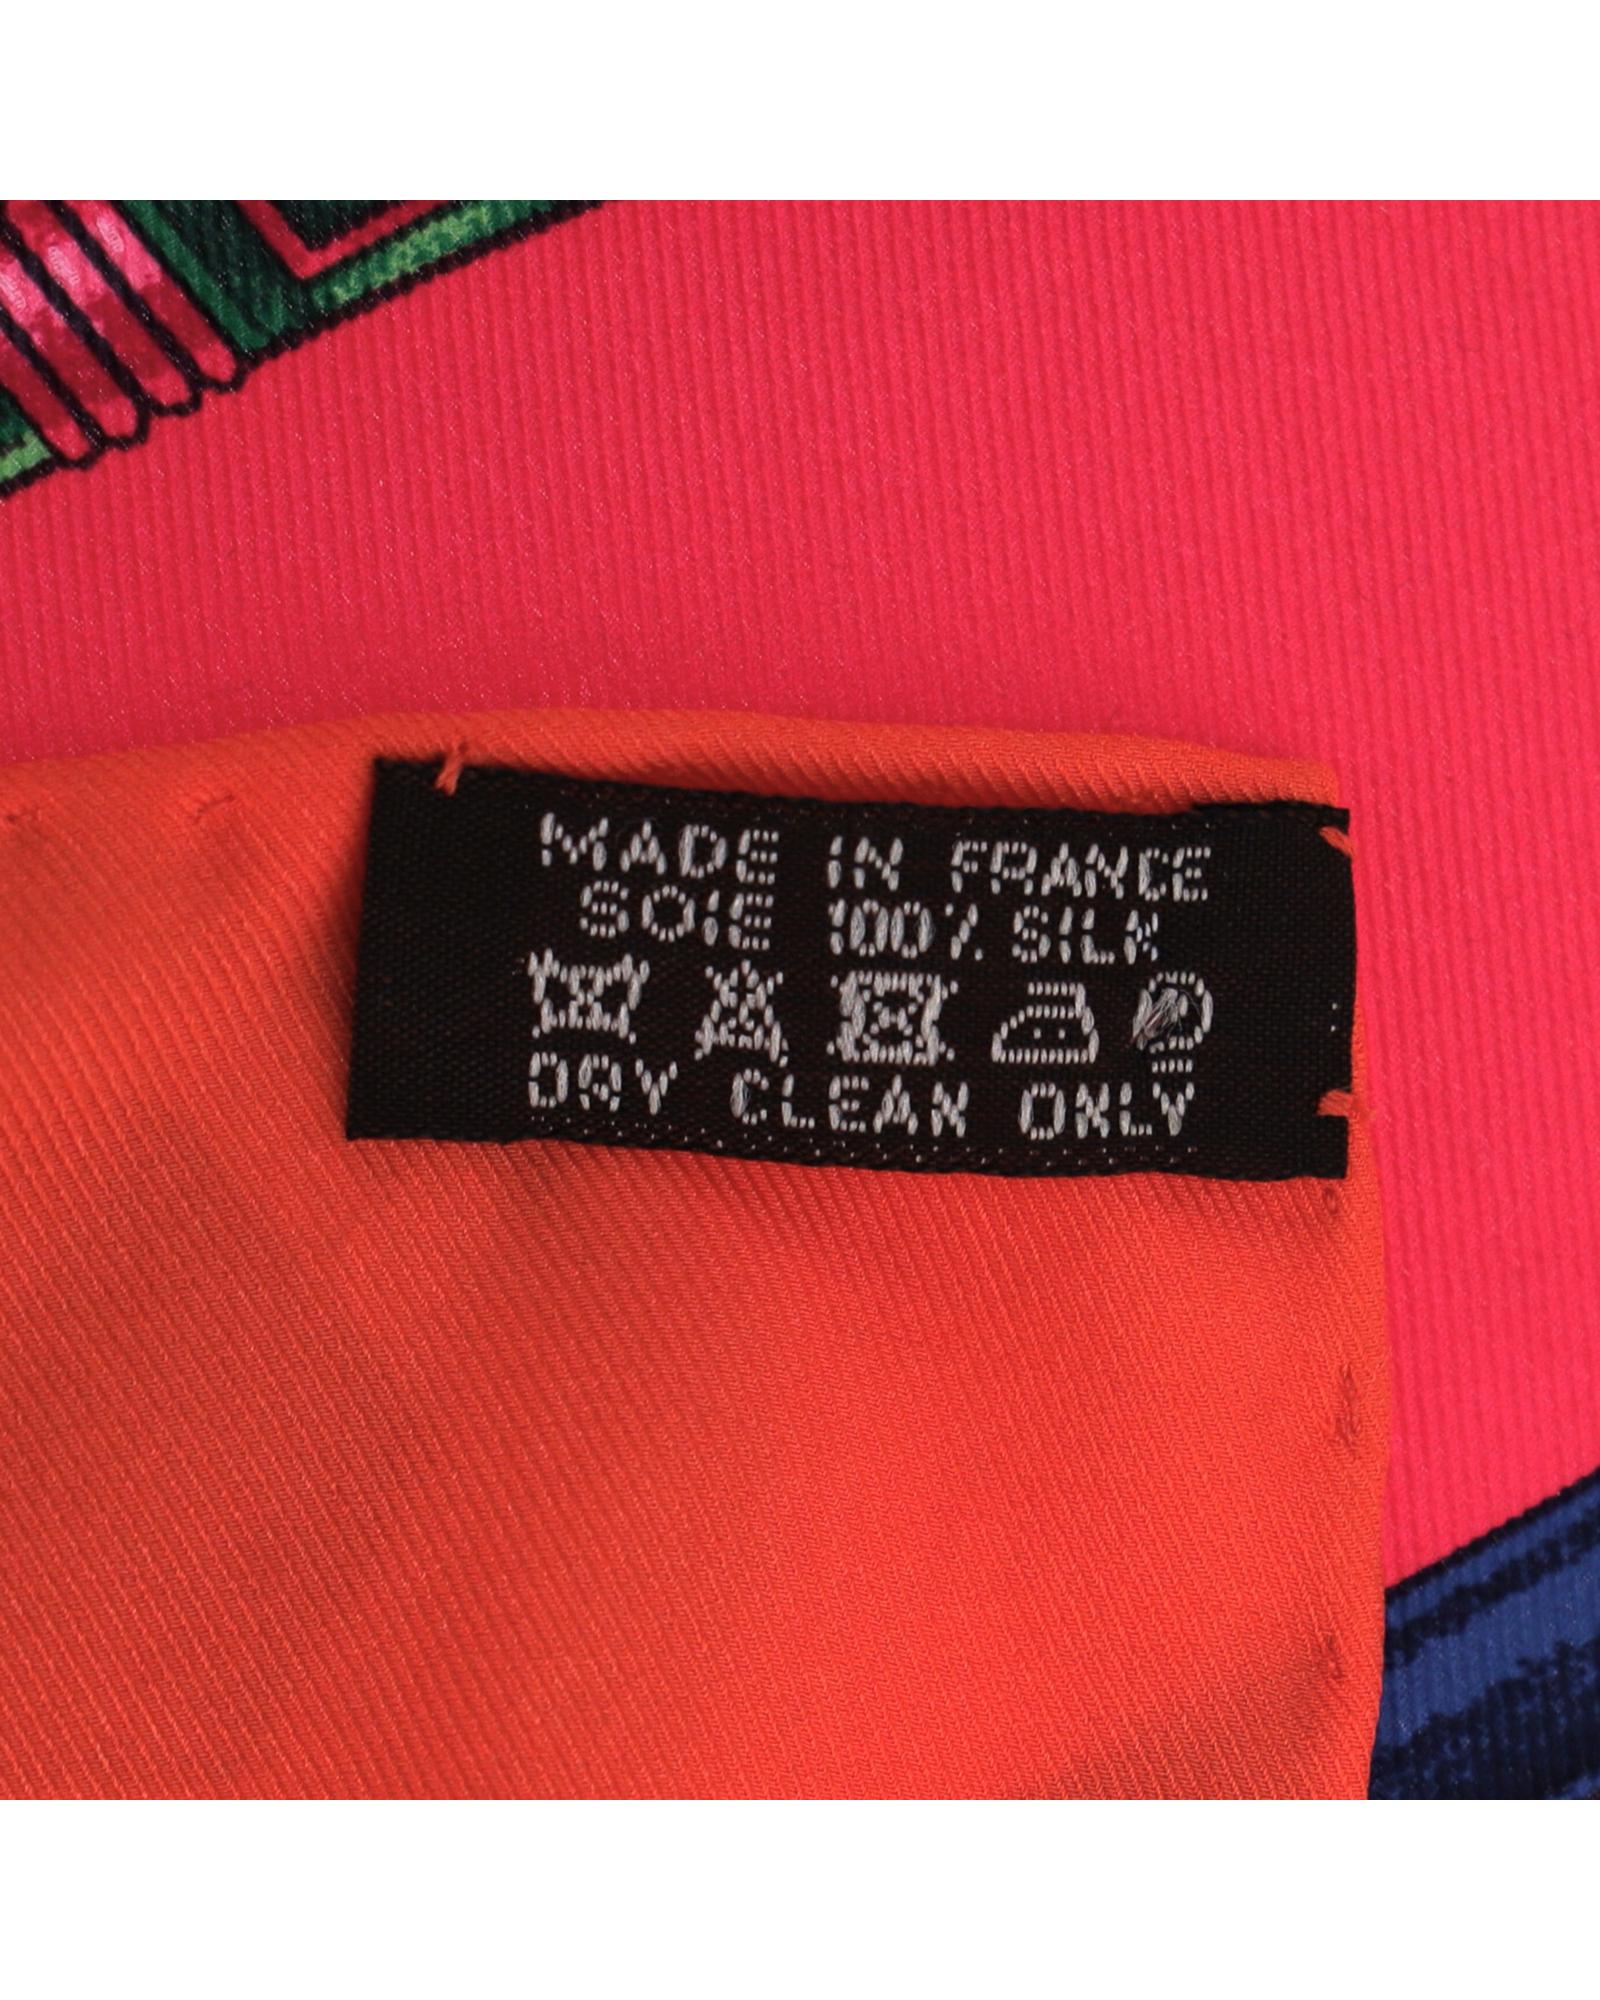 MADE IN FRANCE
SOIE 100% SILK
DRY CLEAN ONLY